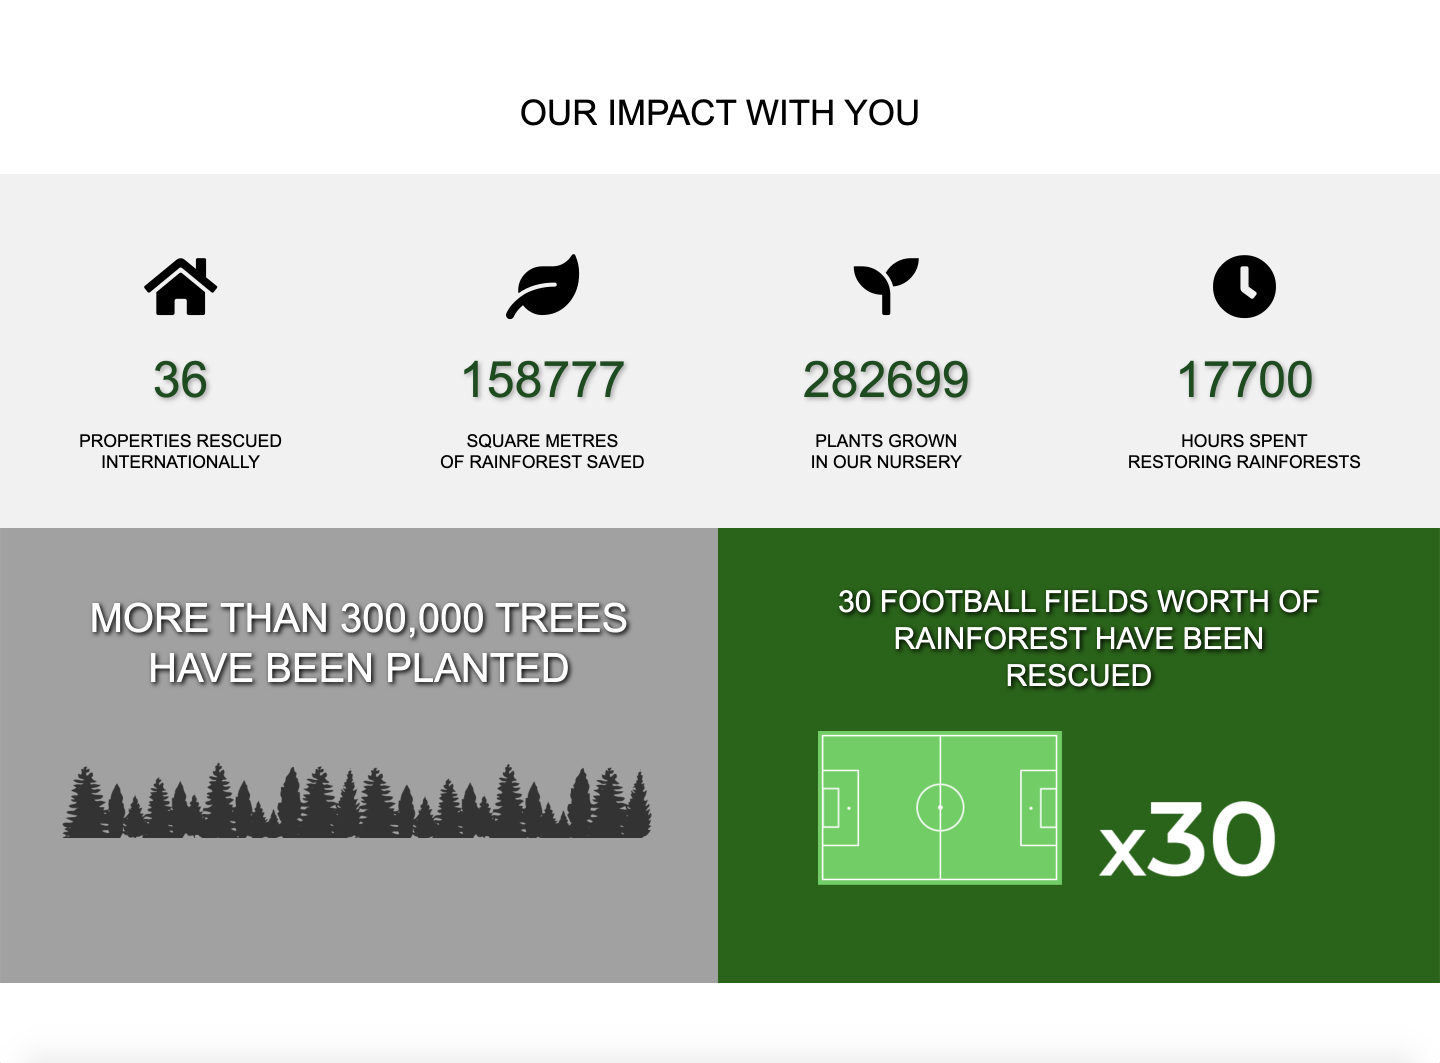 OUR IMPACT WITH YOU
36
PROPERTIES RESCUED
INTERNATIONALLY
158777
SQUARE METRES
OF RAINFOREST SAVED
282699
PLANTS GROWN
IN OUR NURSERY
17700
HOURS SPENT
RESTORING RAINFORESTS
MORE THAN 300,000 TREES
HAVE BEEN PLANTED
30 FOOTBALL FIELDS WORTH OF
RAINFOREST HAVE BEEN
RESCUED
x30